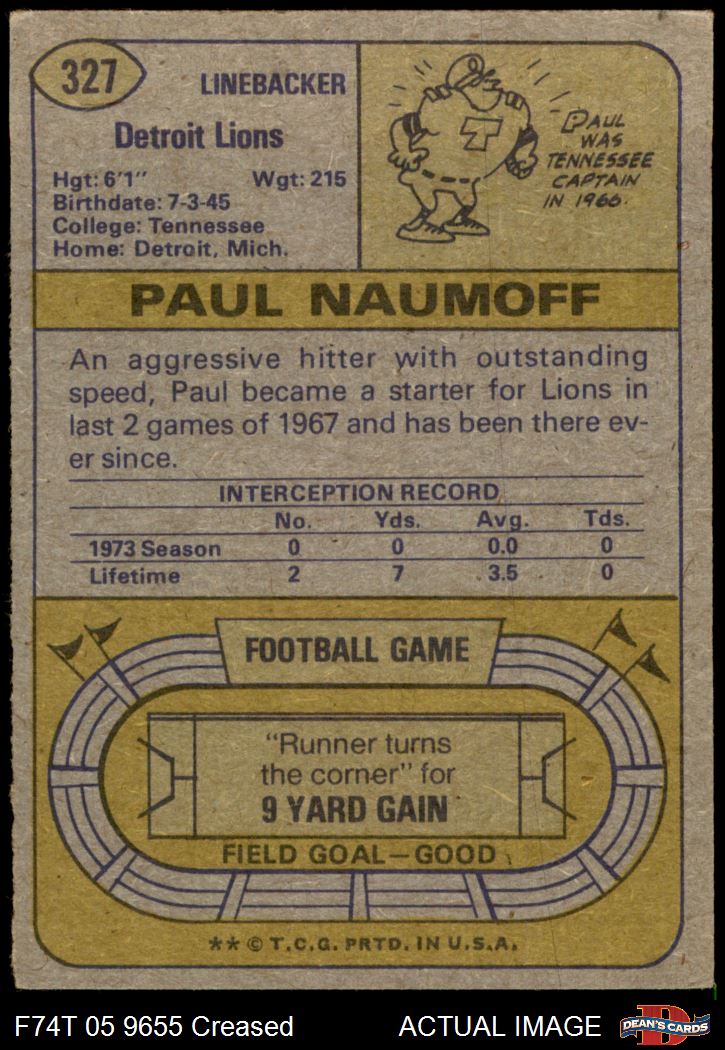 327
LINEBACKER
Detroit Lions
Hgt: 6'1" Wgt: 215
Birthdate: 7-3-45
College: Tennessee
Home: Detroit, Mich.
T
PAUL
WAS
TENNESSEE
CAPTAIN
IN 1966.
PAUL NAUMOFF
An aggressive hitter with outstanding
speed, Paul became a starter for Lions in
last 2 games of 1967 and has been there ev-
er since.
INTERCEPTION RECORD
No. Yds. Avg. Tds.
1973 Season 0 0 0.0 0
Lifetime 2 7 3.5 0
FOOTBALL GAME
"Runner turns
the corner" for
9 YARD GAIN
FIELD GOAL—GOOD
** © T.C.G. PRTD. IN U.S.A.
F74T 05 9655 Creased ACTUAL IMAGE
D
DEAN'S CARDS